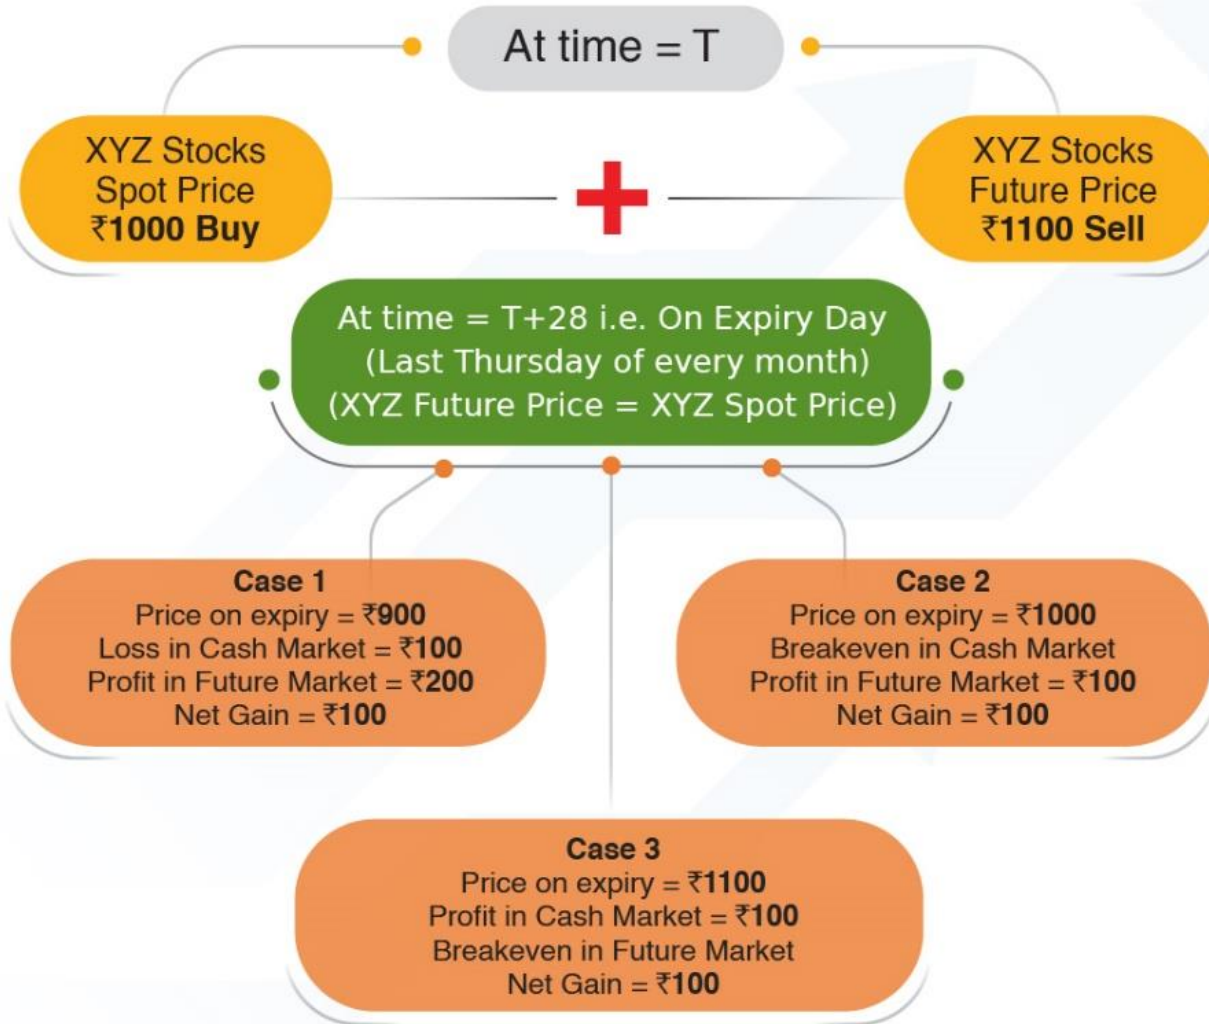 At time = T
XYZ Stocks
Spot Price
₹1000 Buy
XYZ Stocks
Future Price
₹1100 Sell
At time = T+28 i.e. On Expiry Day
(Last Thursday of every month)
(XYZ Future Price = XYZ Spot Price)
Case 1
Price on expiry = ₹900
Loss in Cash Market = ₹100
Profit in Future Market = ₹200
Net Gain = ₹100
Case 2
Price on expiry = ₹1000
Breakeven in Cash Market
Profit in Future Market = ₹100
Net Gain = ₹100
Case 3
Price on expiry = ₹1100
Profit in Cash Market = ₹100
Breakeven in Future Market
Net Gain = ₹100